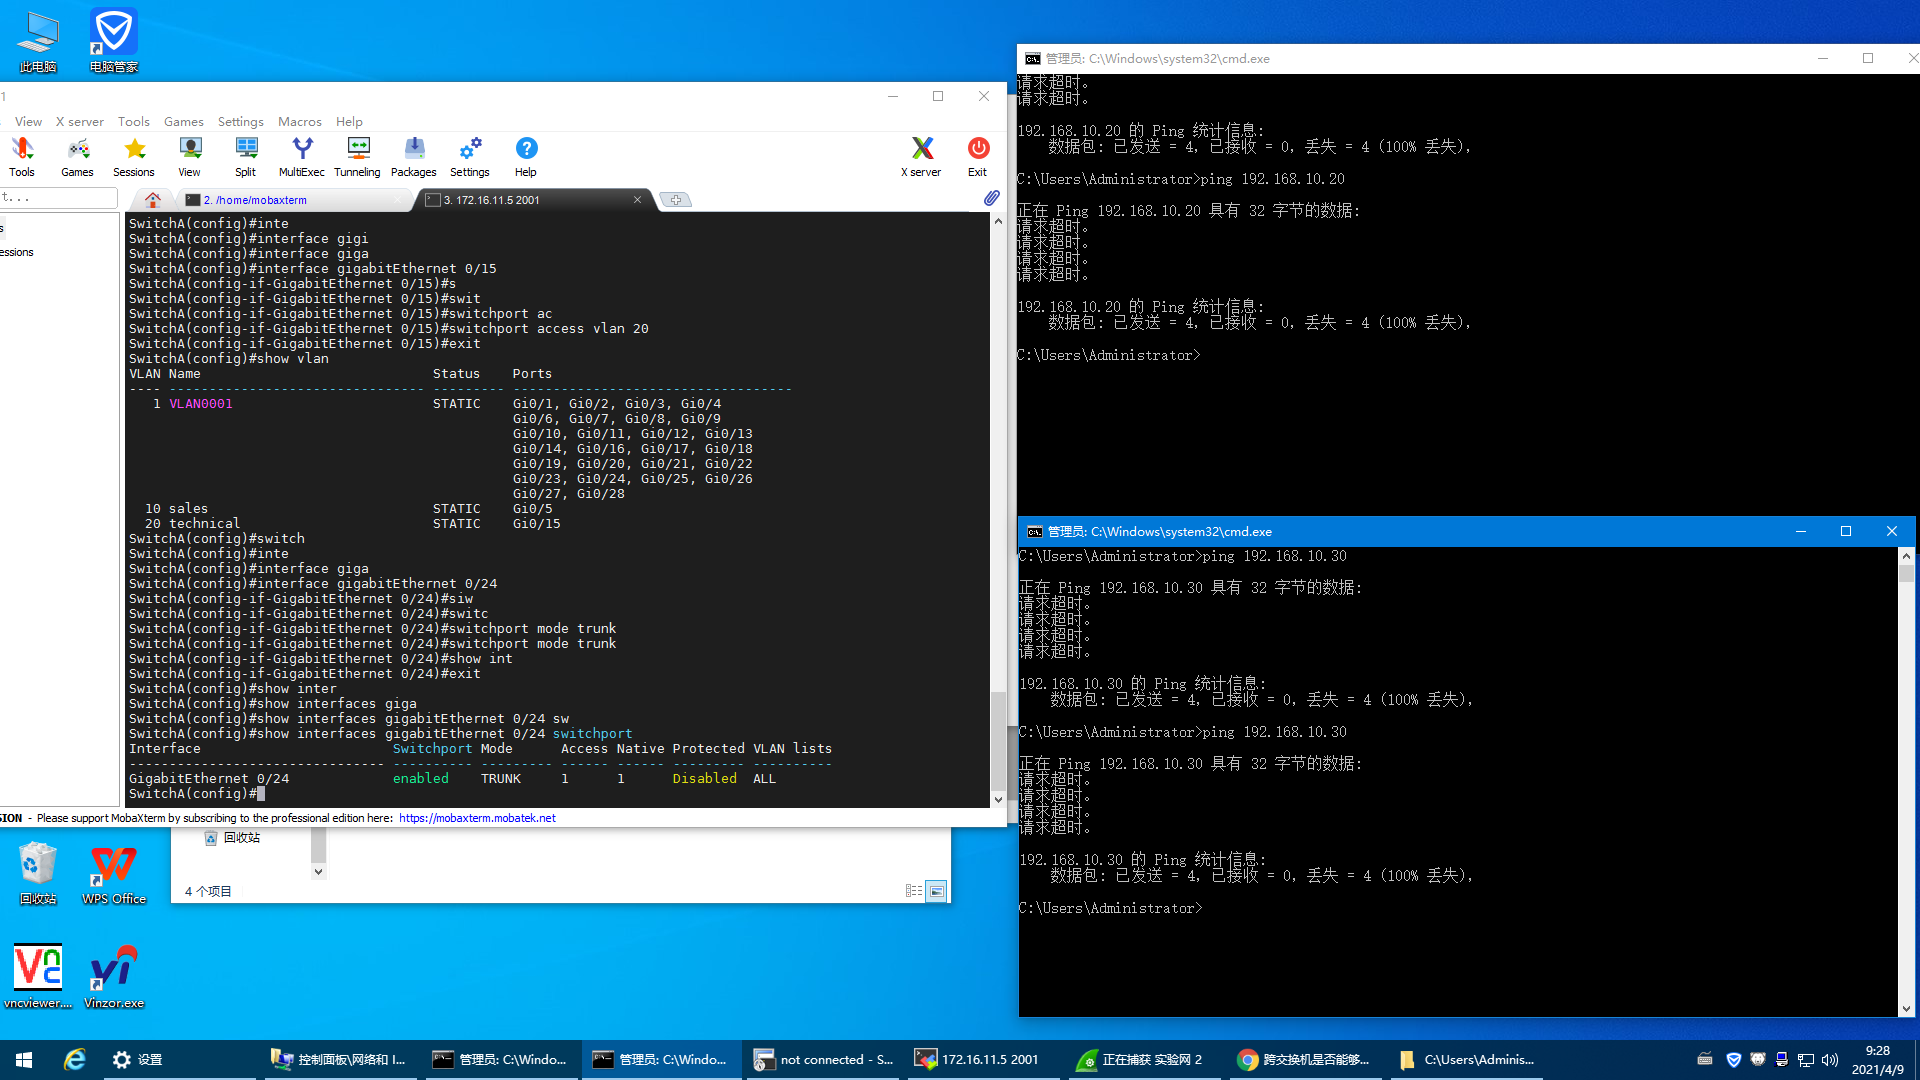 此电脑
电脑管家
1
View X server Tools Games Settings Macros Help
Tools Games Sessions View Split MultiExec Tunneling Packages Settings Help X server Exit
t...
2. /home/mobaxterm
3. 172.16.11.5 2001
s
essions
SwitchA(config)#inte
SwitchA(config)#interface gigi
SwitchA(config)#interface giga
SwitchA(config)#interface gigabitEthernet 0/15
SwitchA(config-if-GigabitEthernet 0/15)#s
SwitchA(config-if-GigabitEthernet 0/15)#swit
SwitchA(config-if-GigabitEthernet 0/15)#switchport ac
SwitchA(config-if-GigabitEthernet 0/15)#switchport access vlan 20
SwitchA(config-if-GigabitEthernet 0/15)#exit
SwitchA(config)#show vlan
VLAN Name Status Ports
---- -------------------------------- --------- -----------------------------------
1 VLAN0001 STATIC Gi0/1, Gi0/2, Gi0/3, Gi0/4
Gi0/6, Gi0/7, Gi0/8, Gi0/9
Gi0/10, Gi0/11, Gi0/12, Gi0/13
Gi0/14, Gi0/16, Gi0/17, Gi0/18
Gi0/19, Gi0/20, Gi0/21, Gi0/22
Gi0/23, Gi0/24, Gi0/25, Gi0/26
Gi0/27, Gi0/28
10 sales STATIC Gi0/5
20 technical STATIC Gi0/15
SwitchA(config)#switch
SwitchA(config)#inte
SwitchA(config)#interface giga
SwitchA(config)#interface gigabitEthernet 0/24
SwitchA(config-if-GigabitEthernet 0/24)#siw
SwitchA(config-if-GigabitEthernet 0/24)#switc
SwitchA(config-if-GigabitEthernet 0/24)#switchport mode trunk
SwitchA(config-if-GigabitEthernet 0/24)#switchport mode trunk
SwitchA(config-if-GigabitEthernet 0/24)#show int
SwitchA(config-if-GigabitEthernet 0/24)#exit
SwitchA(config)#show inter
SwitchA(config)#show interfaces giga
SwitchA(config)#show interfaces gigabitEthernet 0/24 sw
SwitchA(config)#show interfaces gigabitEthernet 0/24 switchport
Interface Switchport Mode Access Native Protected VLAN lists
-------------------------------- ---------- --------- ------ ------ --------- ----------
GigabitEthernet 0/24 enabled TRUNK 1 1 Disabled ALL
SwitchA(config)#
SION - Please support MobaXterm by subscribing to the professional edition here: https://mobaxterm.mobatek.net
回收站
4 个项目
管理员: C:\Windows\system32\cmd.exe
请求超时。
请求超时。
192.168.10.20 的 Ping 统计信息:
数据包: 已发送 = 4，已接收 = 0，丢失 = 4 (100% 丢失)，
C:\Users\Administrator>ping 192.168.10.20
正在 Ping 192.168.10.20 具有 32 字节的数据:
请求超时。
请求超时。
请求超时。
请求超时。
192.168.10.20 的 Ping 统计信息:
数据包: 已发送 = 4，已接收 = 0，丢失 = 4 (100% 丢失)，
C:\Users\Administrator>
管理员: C:\Windows\system32\cmd.exe
C:\Users\Administrator>ping 192.168.10.30
正在 Ping 192.168.10.30 具有 32 字节的数据:
请求超时。
请求超时。
请求超时。
请求超时。
192.168.10.30 的 Ping 统计信息:
数据包: 已发送 = 4，已接收 = 0，丢失 = 4 (100% 丢失)，
C:\Users\Administrator>ping 192.168.10.30
正在 Ping 192.168.10.30 具有 32 字节的数据:
请求超时。
请求超时。
请求超时。
请求超时。
192.168.10.30 的 Ping 统计信息:
数据包: 已发送 = 4，已接收 = 0，丢失 = 4 (100% 丢失)，
C:\Users\Administrator>
回收站
WPS Office
vncviewer....
Vinzor.exe
设置
控制面板\网络和 I...
管理员: C:\Windo...
管理员: C:\Windo...
not connected - S...
172.16.11.5 2001
正在捕获 实验网 2
跨交换机是否能够...
C:\Users\Adminis...
9:28
2021/4/9